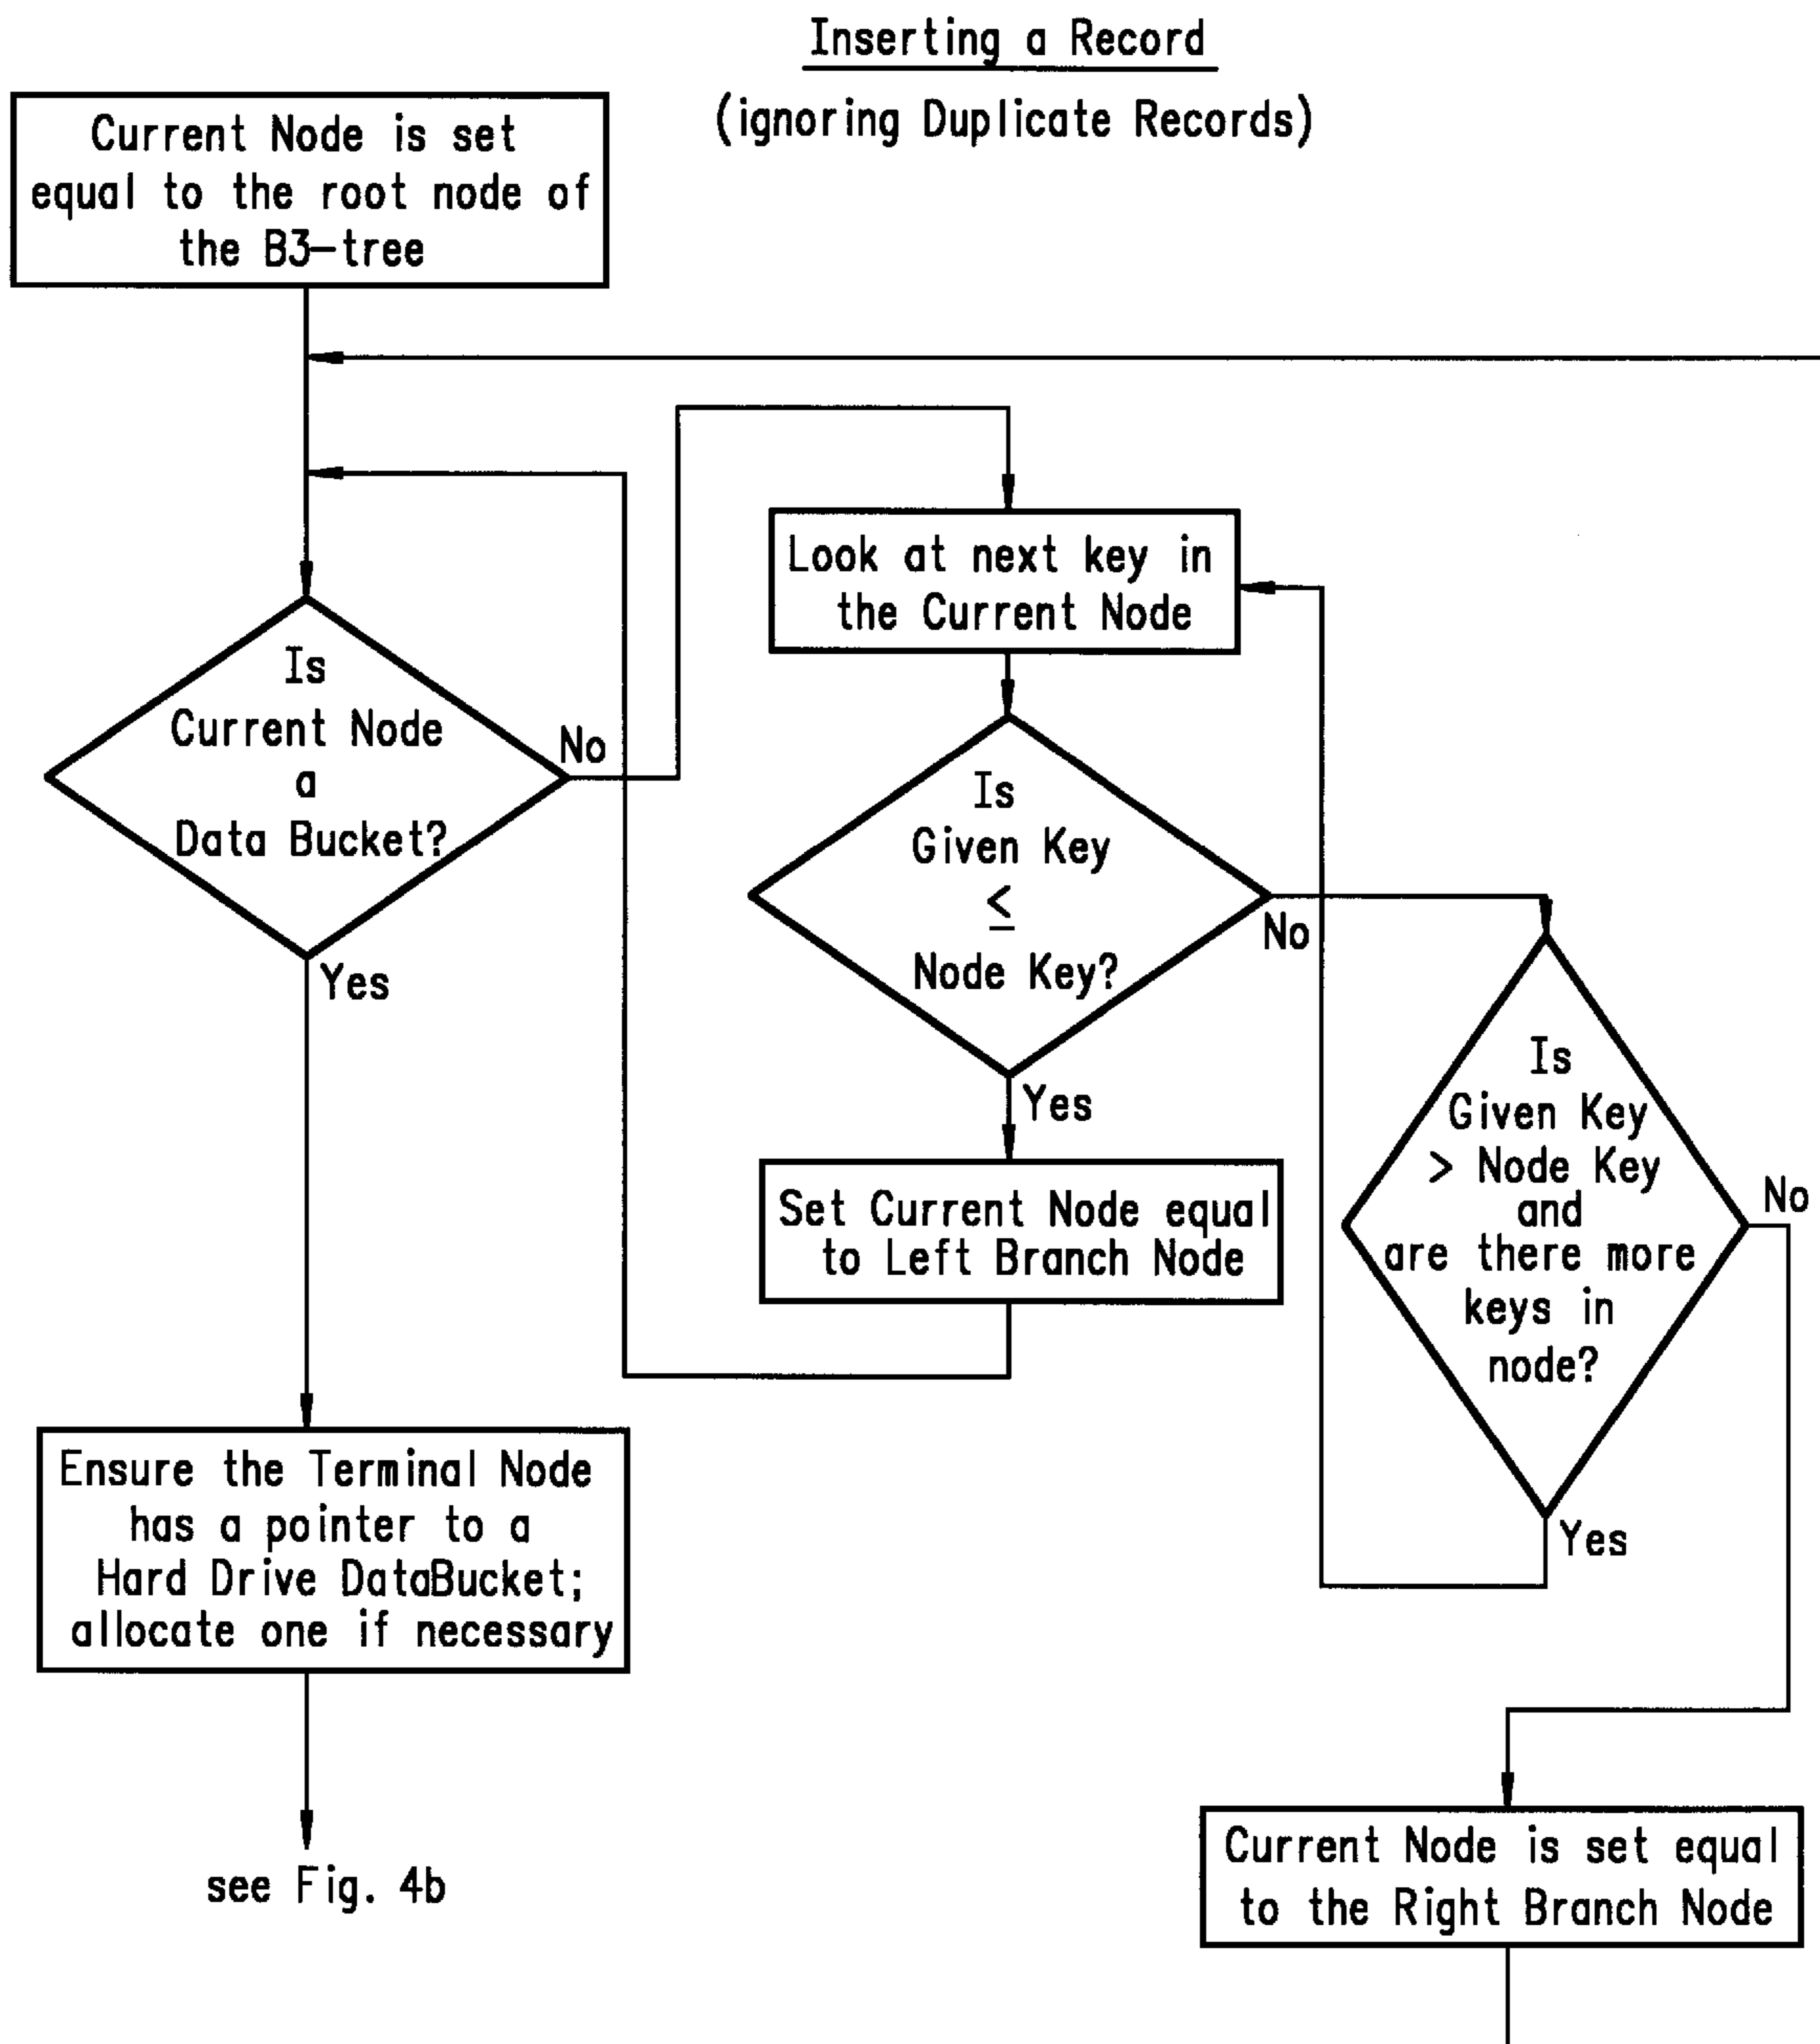 Inserting a Record
(ignoring Duplicate Records)
Current Node is set
equal to the root node of
the B3-tree
Look at next key in
the Current Node
Is
Current Node
a
Data Bucket?
No
Yes
Is
Given Key
≤
Node Key?
No
Yes
Set Current Node equal
to Left Branch Node
Is
Given Key
> Node Key
and
are there more
keys in
node?
No
Yes
Ensure the Terminal Node
has a pointer to a
Hard Drive DataBucket;
allocate one if necessary
see Fig. 4b
Current Node is set equal
to the Right Branch Node